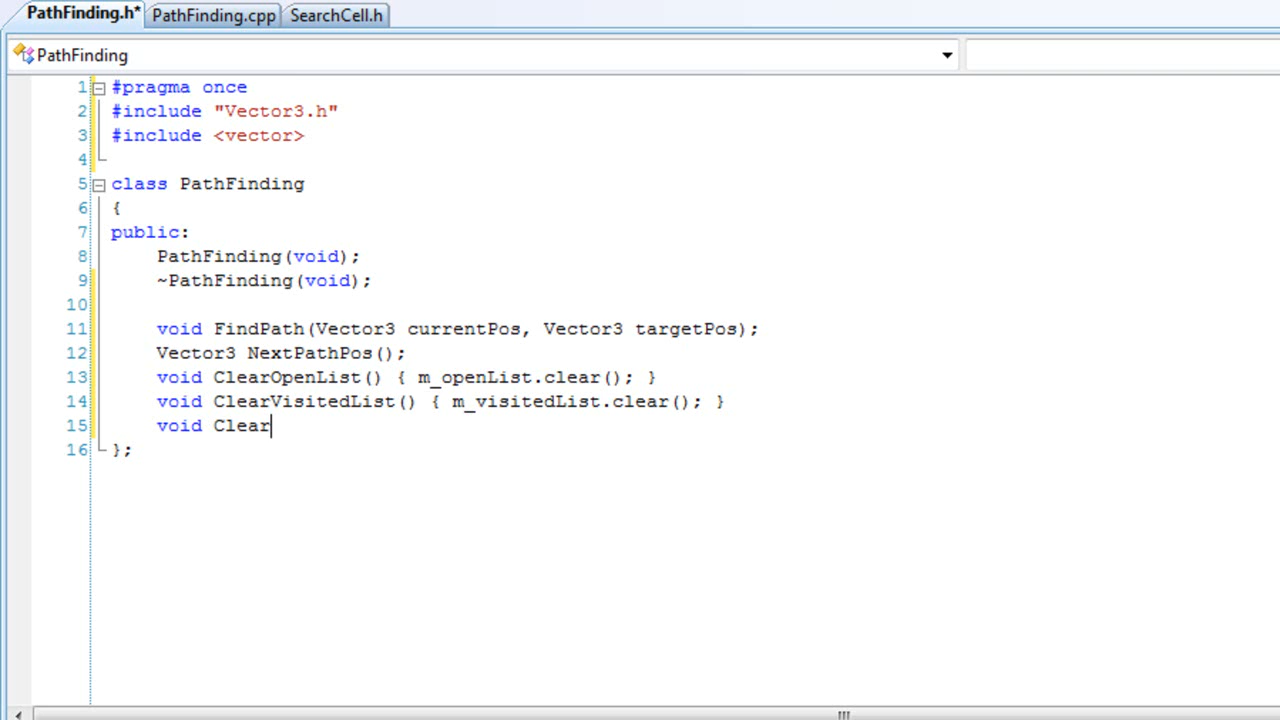 PathFinding.h* PathFinding.cpp SearchCell.h
PathFinding
1 #pragma once
2 #include "Vector3.h"
3 #include <vector>
4
5 class PathFinding
6 {
7 public:
8 PathFinding(void);
9 ~PathFinding(void);
10
11 void FindPath(Vector3 currentPos, Vector3 targetPos);
12 Vector3 NextPathPos();
13 void ClearOpenList() { m_openList.clear(); }
14 void ClearVisitedList() { m_visitedList.clear(); }
15 void Clear
16 };